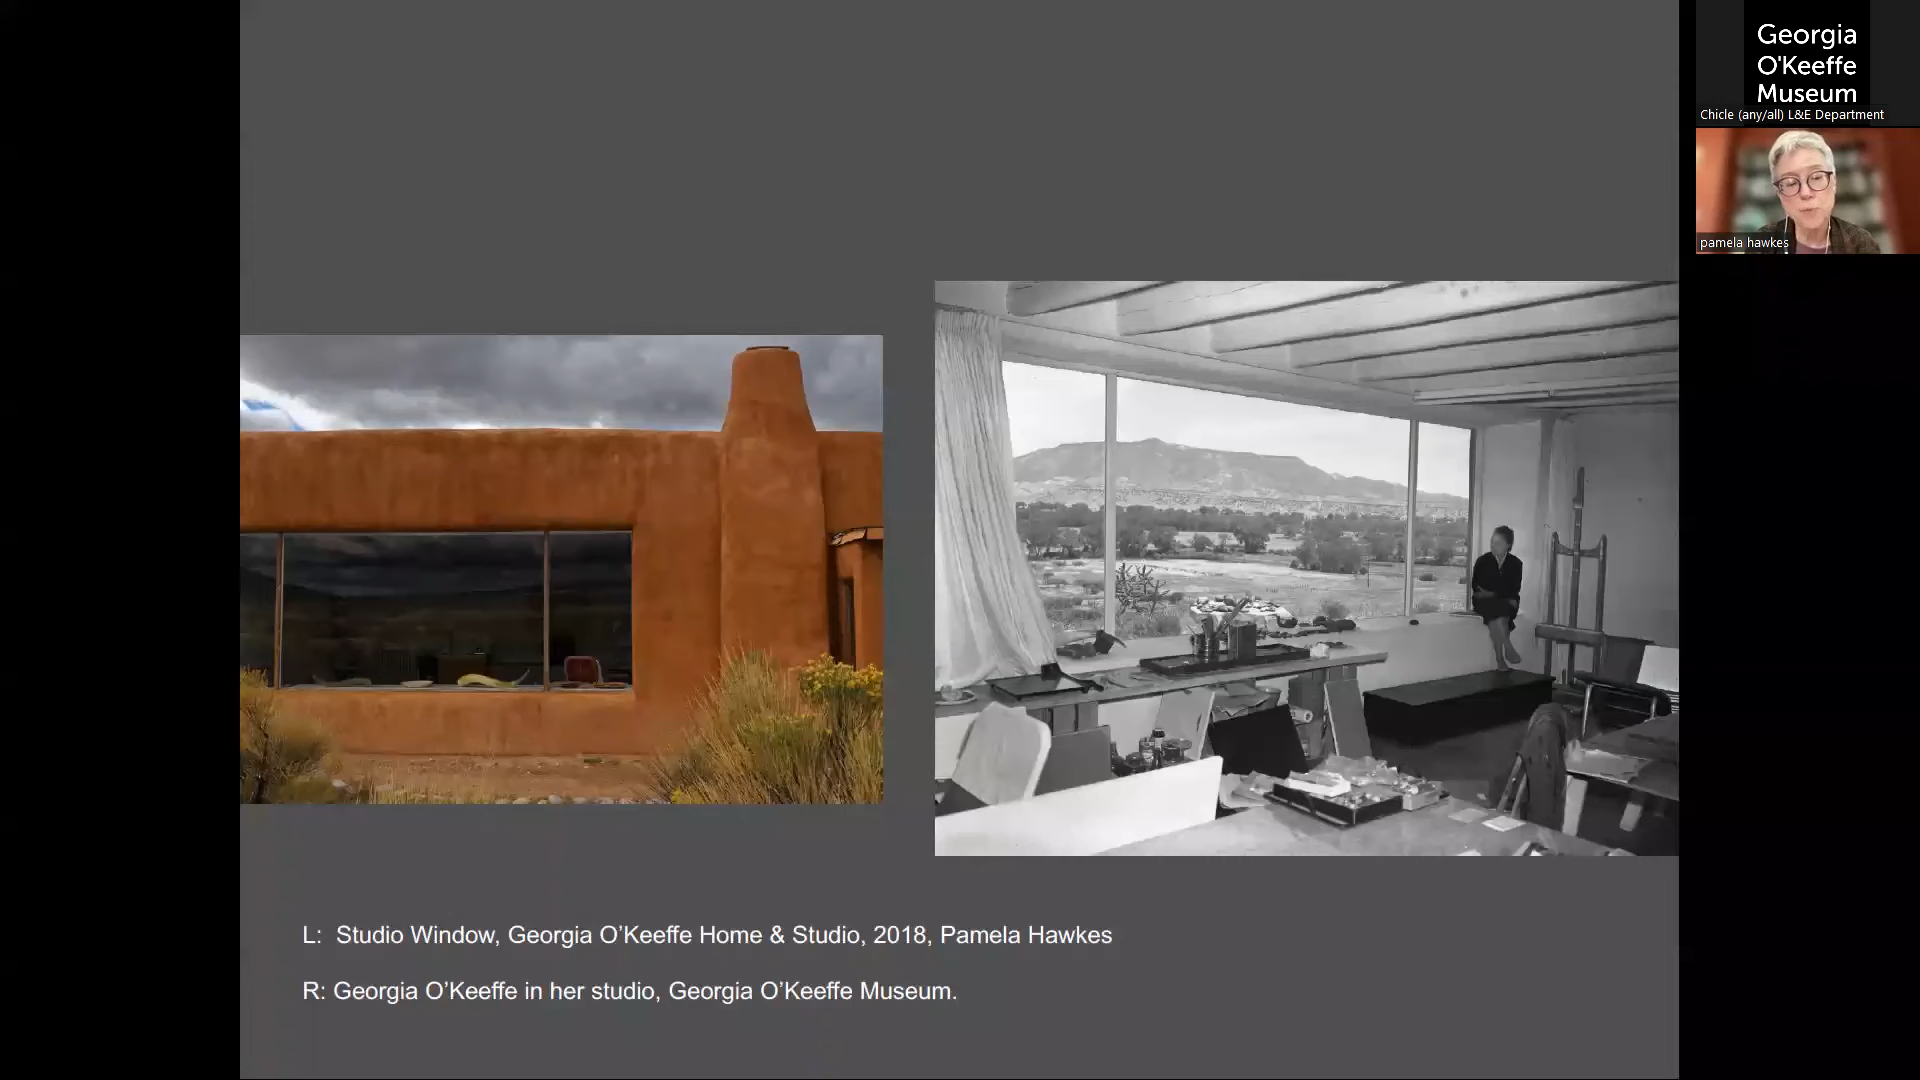 Georgia
O'Keeffe
Museum
Chicle (any/all) L&E Department
pamela hawkes
L:  Studio Window, Georgia O’Keeffe Home & Studio, 2018, Pamela Hawkes
R: Georgia O’Keeffe in her studio, Georgia O’Keeffe Museum.